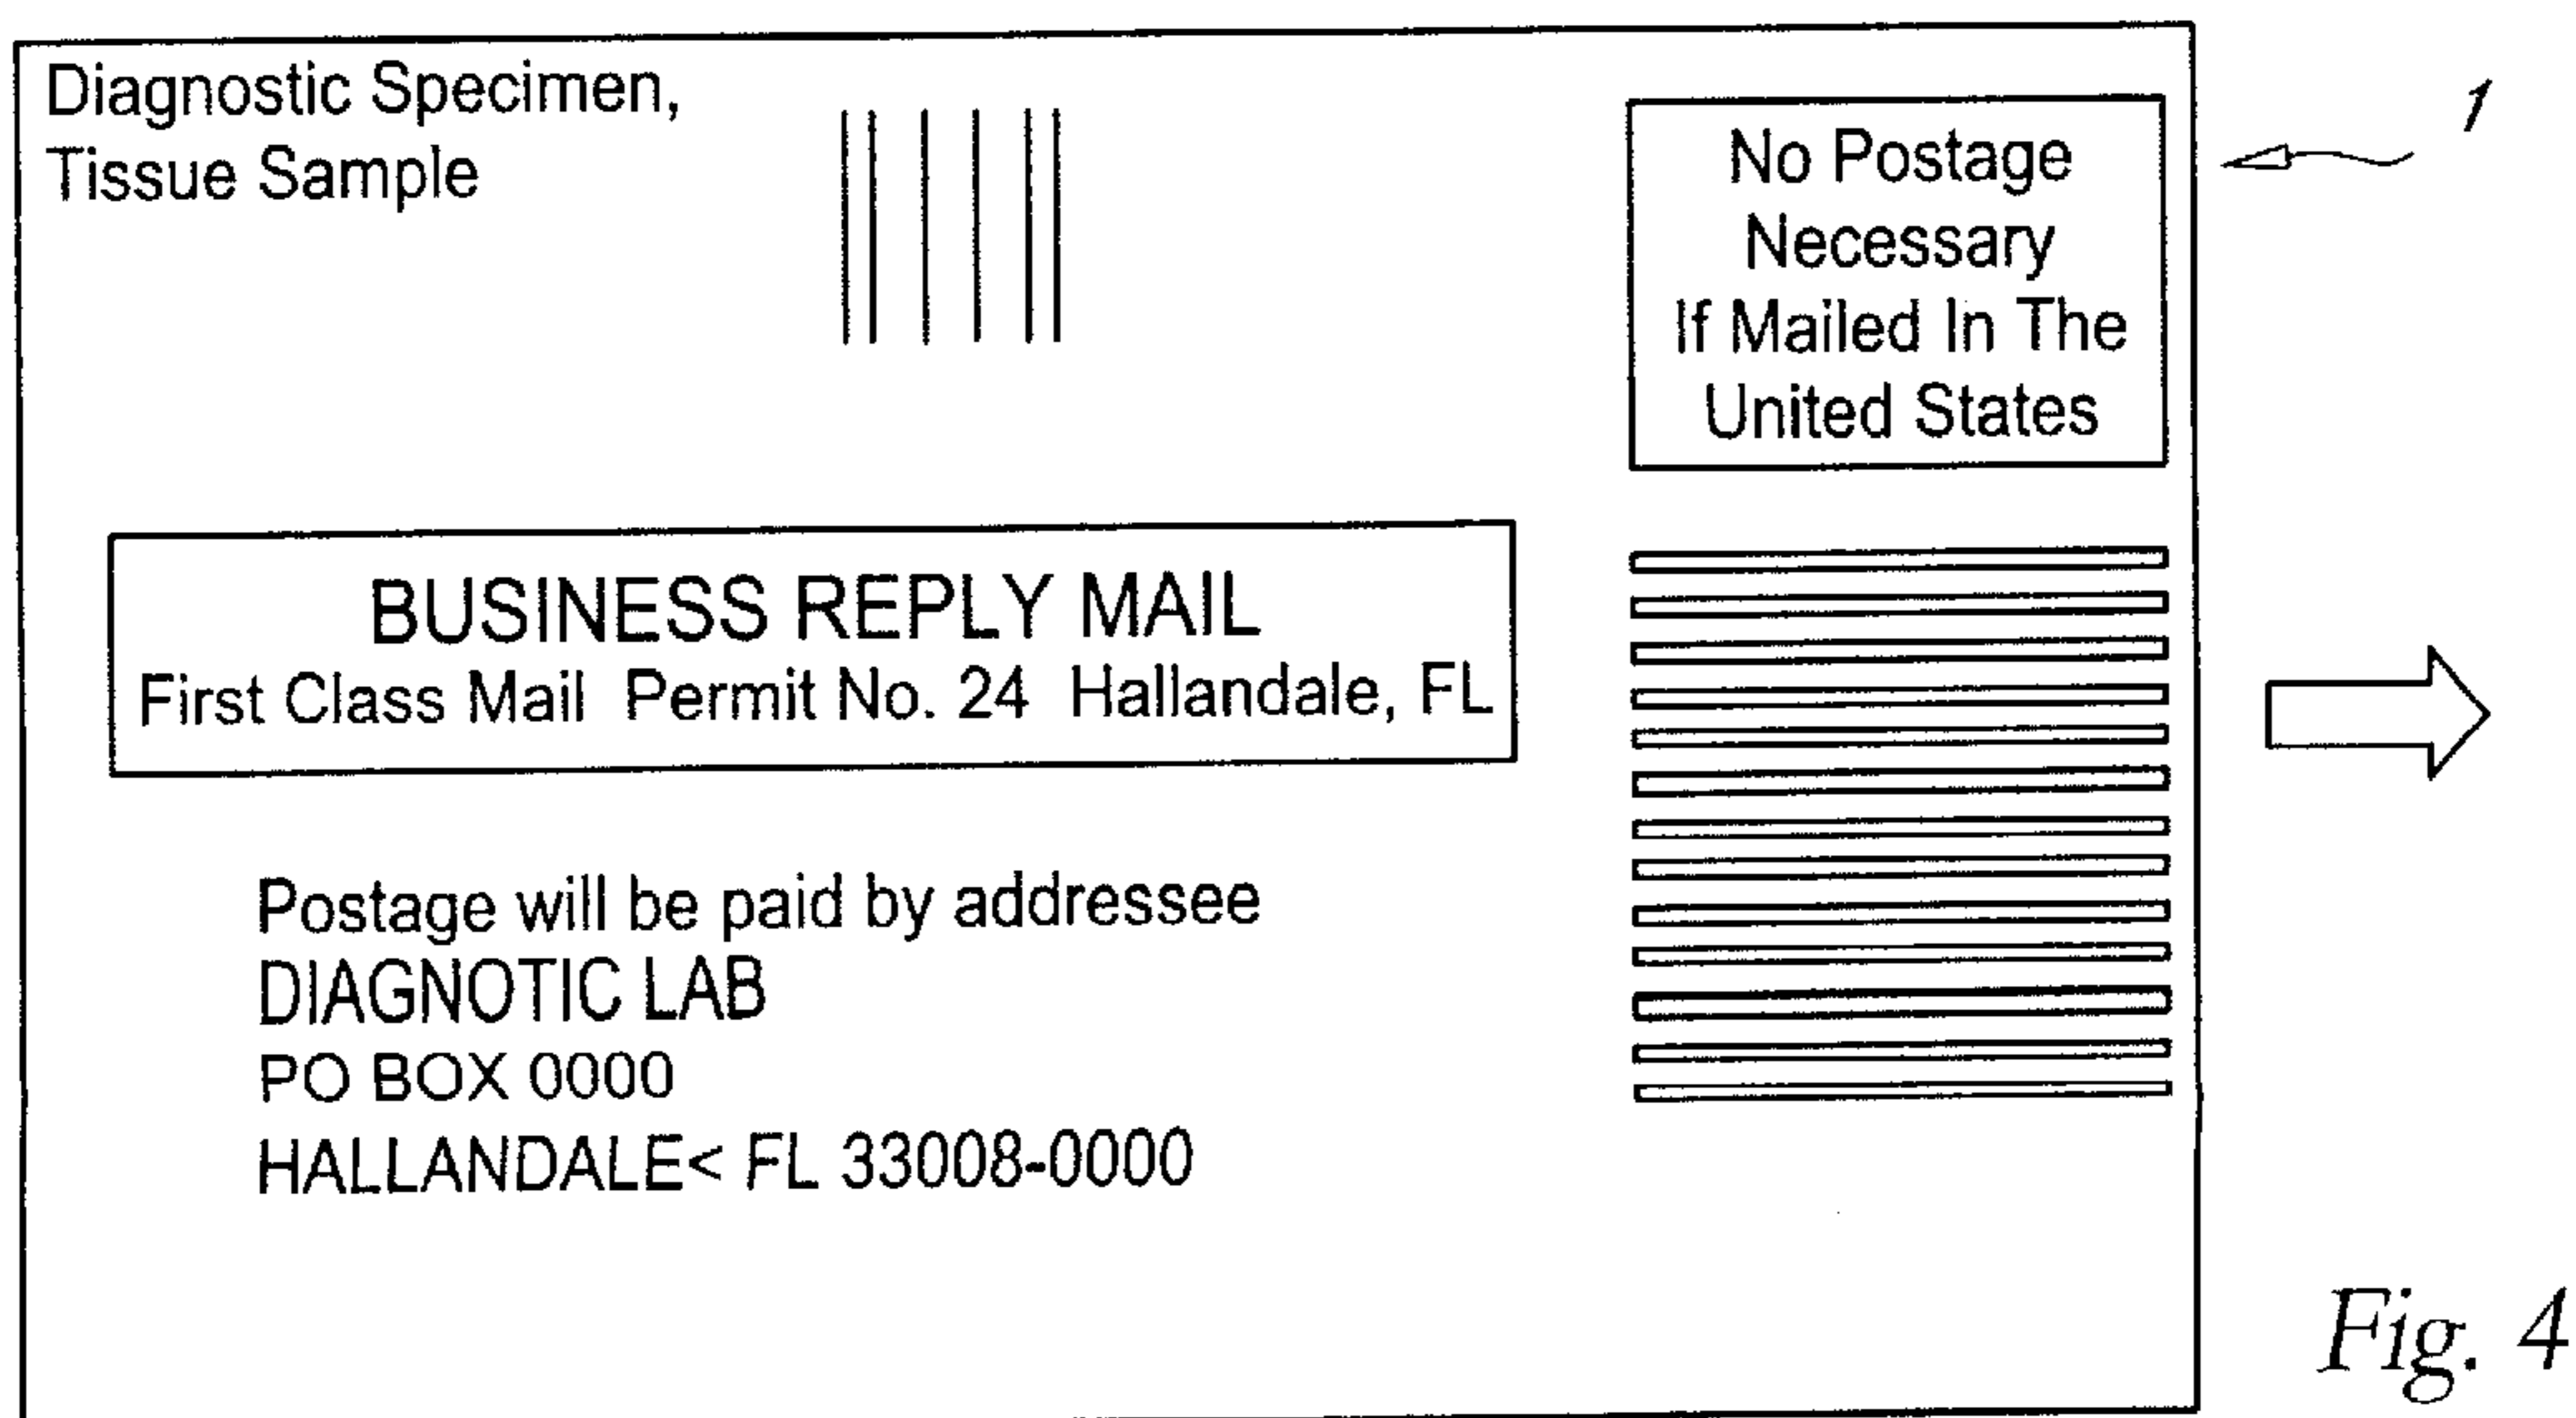 Diagnostic Specimen,
Tissue Sample
No Postage
Necessary
If Mailed In The
United States
1
BUSINESS REPLY MAIL
First Class Mail Permit No. 24 Hallandale, FL
Postage will be paid by addressee
DIAGNOTIC LAB
PO BOX 0000
HALLANDALE< FL 33008-0000
Fig. 4